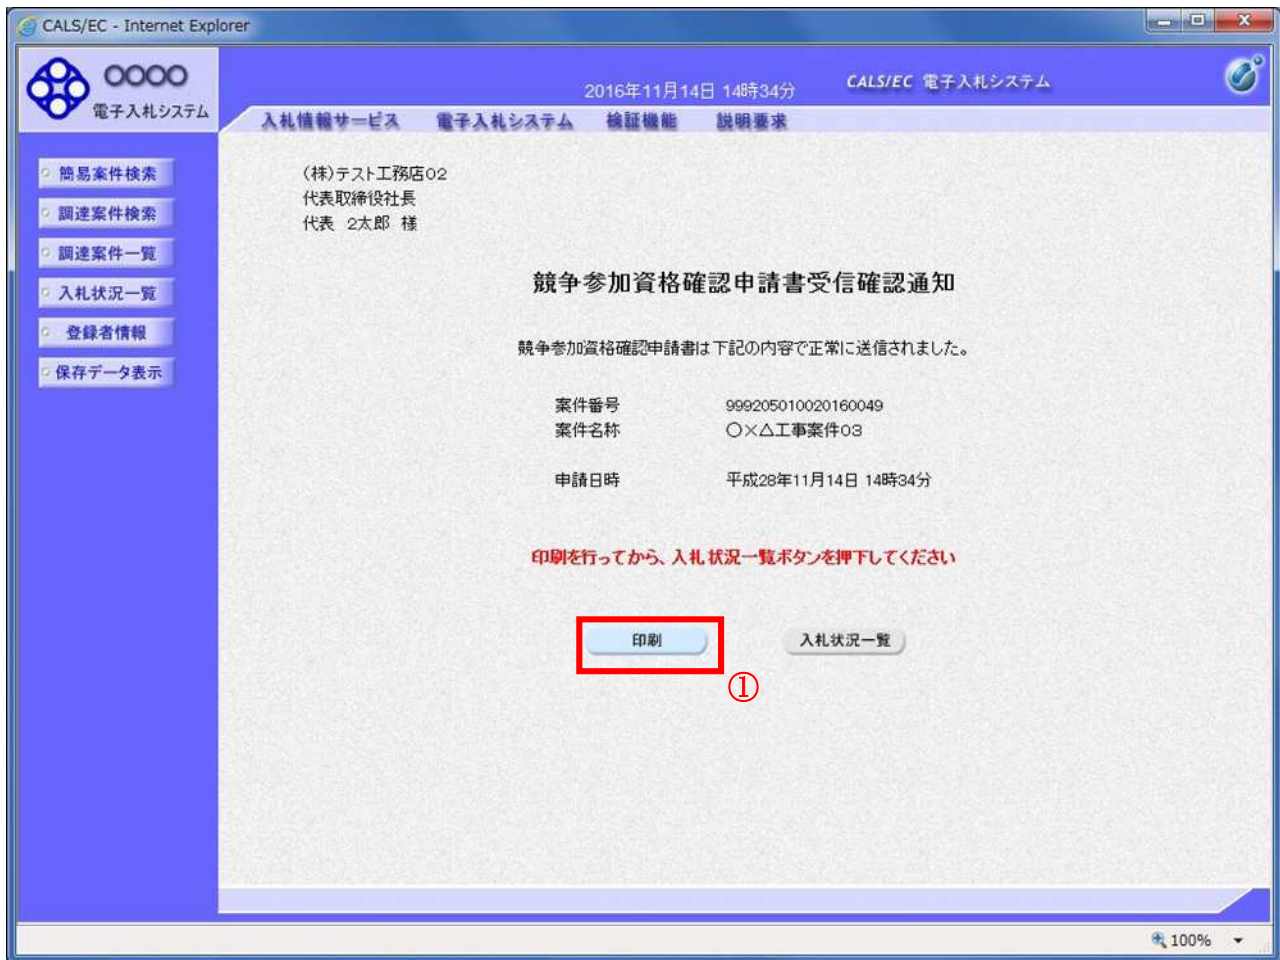 CALS/EC - Internet Explorer
〇〇〇〇
電子入札システム
2016年11月14日 14時34分
CALS/EC 電子入札システム
入札情報サービス 電子入札システム 検証機能 説明要求
簡易案件検索
調達案件検索
調達案件一覧
入札状況一覧
登録者情報
保存データ表示
(株)テスト工務店02
代表取締役社長
代表 2太郎 様
競争参加資格確認申請書受信確認通知
競争参加資格確認申請書は下記の内容で正常に送信されました。
案件番号 999205010020160049
案件名称 〇×△工事案件03
申請日時 平成28年11月14日 14時34分
印刷を行ってから、入札状況一覧ボタンを押下してください
印刷 入札状況一覧
①
100%